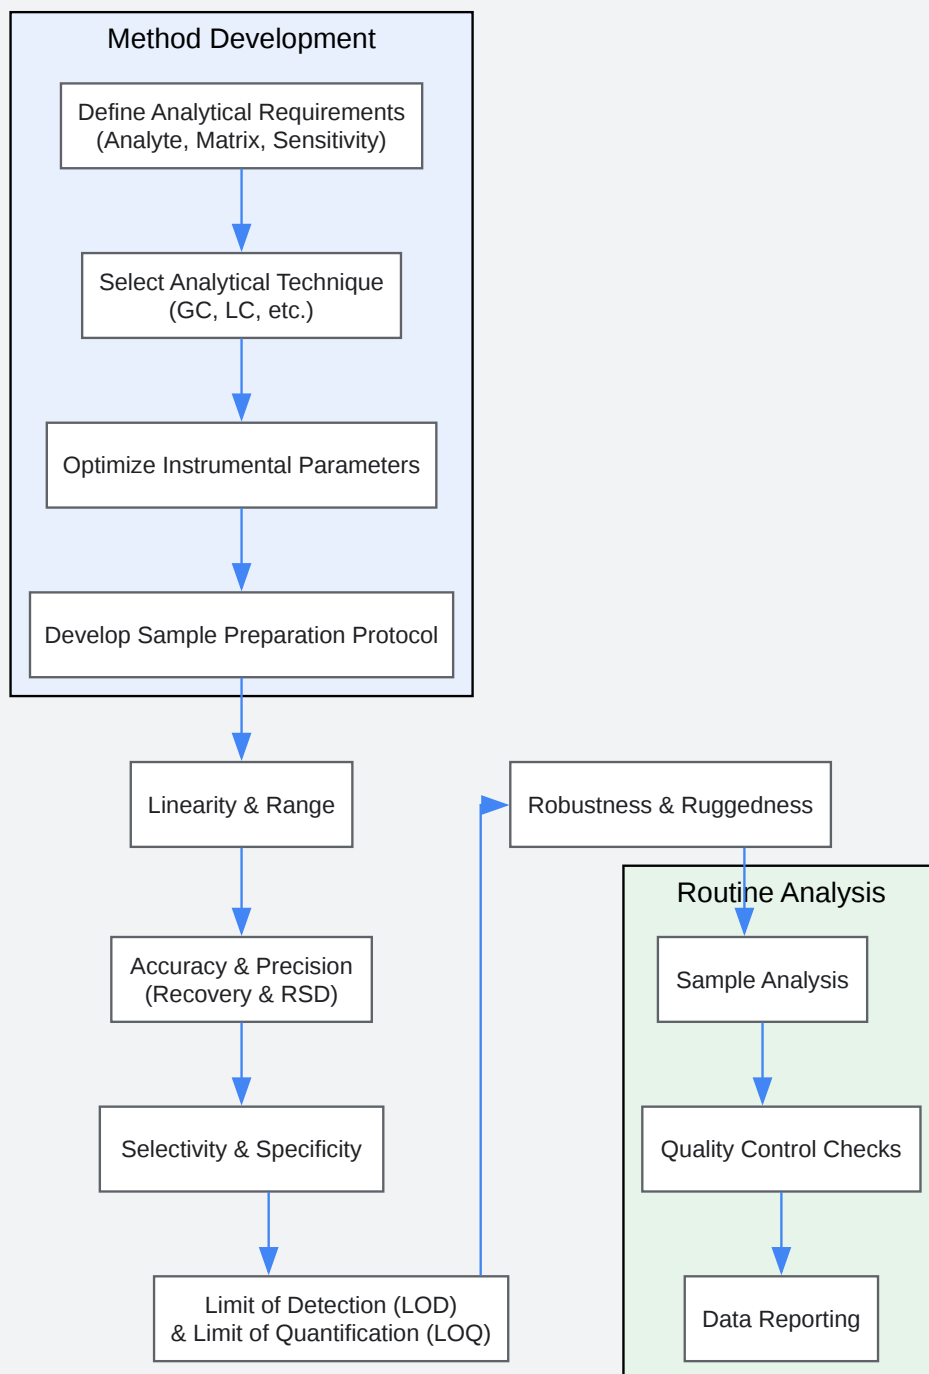 Method Development
Define Analytical Requirements
(Analyte, Matrix, Sensitivity)
Select Analytical Technique
(GC, LC, etc.)
Optimize Instrumental Parameters
Develop Sample Preparation Protocol
Linearity & Range
Accuracy & Precision
(Recovery & RSD)
Selectivity & Specificity
Limit of Detection (LOD)
& Limit of Quantification (LOQ)
Robustness & Ruggedness
Routine Analysis
Sample Analysis
Quality Control Checks
Data Reporting